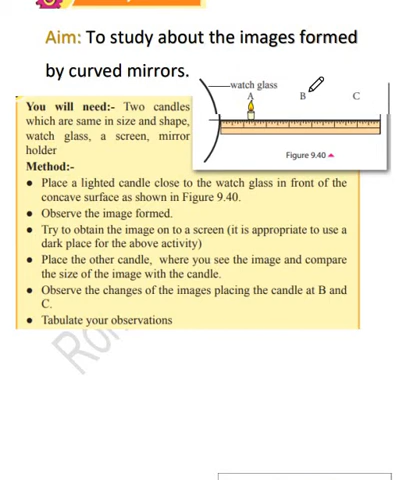 Aim: To study about the images formed
by curved mirrors.
watch glass
A
B
C
Figure 9.40
You will need:- Two candles
which are same in size and shape,
watch glass, a screen, mirror
holder
Method:-
● Place a lighted candle close to the watch glass in front of the
concave surface as shown in Figure 9.40.
● Observe the image formed.
● Try to obtain the image on to a screen (it is appropriate to use a
dark place for the above activity)
● Place the other candle, where you see the image and compare
the size of the image with the candle.
● Observe the changes of the images placing the candle at B and
C.
● Tabulate your observations